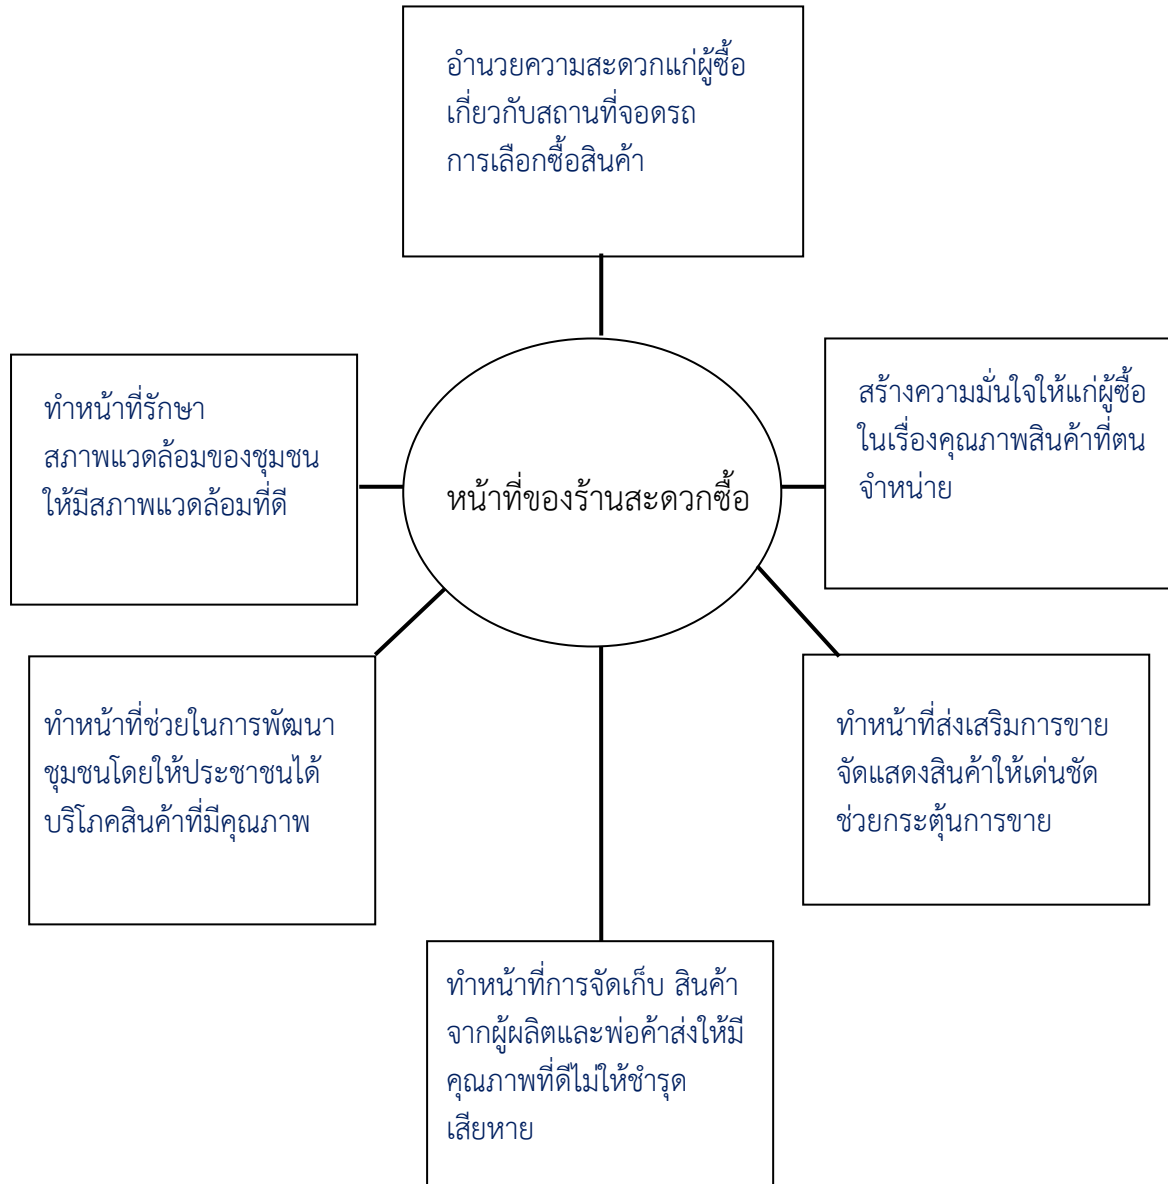 อำนวยความสะดวกแก่ผู้ซื้อ
เกี่ยวกับสถานที่จอดรถ
การเลือกซื้อสินค้า
ทำหน้าที่รักษา
สภาพแวดล้อมของชุมชน
ให้มีสภาพแวดล้อมที่ดี
หน้าที่ของร้านสะดวกซื้อ
สร้างความมั่นใจให้แก่ผู้ซื้อ
ในเรื่องคุณภาพสินค้าที่ตน
จำหน่าย
ทำหน้าที่ช่วยในการพัฒนา
ชุมชนโดยให้ประชาชนได้
บริโภคสินค้าที่มีคุณภาพ
ทำหน้าที่ส่งเสริมการขาย
จัดแสดงสินค้าให้เด่นชัด
ช่วยกระตุ้นการขาย
ทำหน้าที่การจัดเก็บ สินค้า
จากผู้ผลิตและพ่อค้าส่งให้มี
คุณภาพที่ดีไม่ให้ชำรุด
เสียหาย